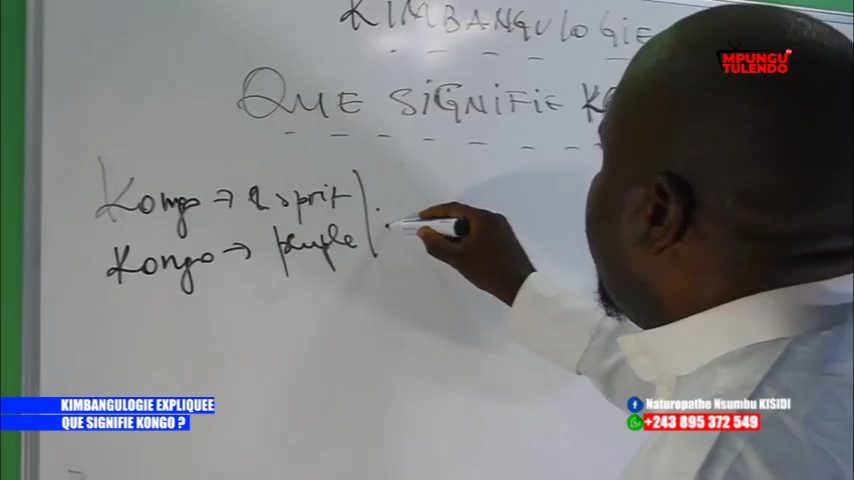 KIMBANGULOGIE
MPUNGU TV
TULENDO
QUE SIGNIFIE
Kongo → esprit
Kongo → peuple
KIMBANGULOGIE EXPLIQUEE
QUE SIGNIFIE KONGO ?
Naturopathe Nsumbu KISIDI
+243 895 372 549